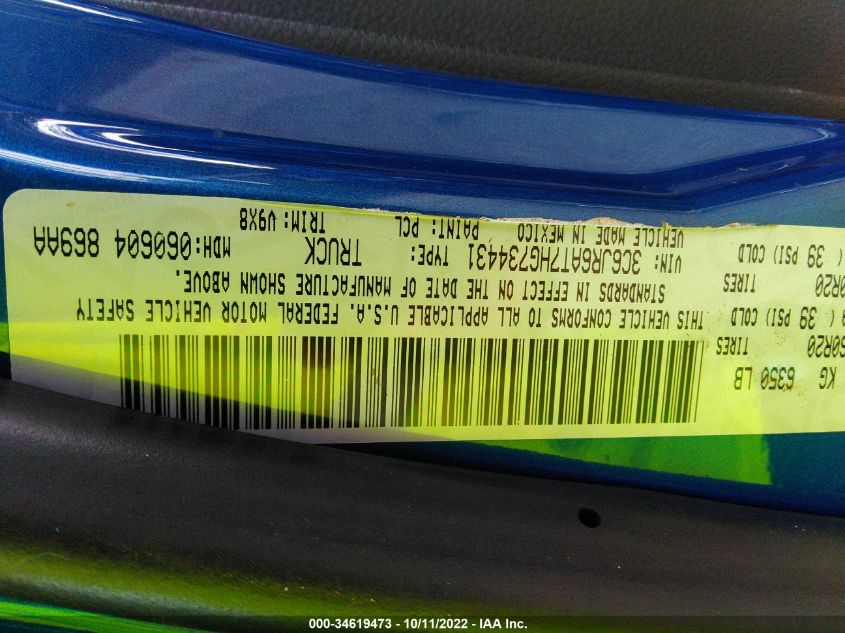 KG 6350 LB
TIRES
60R20
( 39 PSI) COLD
TIRES
0R20
( 39 PSI) COLD
THIS VEHICLE CONFORMS TO ALL APPLICABLE U.S.A. FEDERAL MOTOR VEHICLE SAFETY
STANDARDS IN EFFECT ON THE DATE OF MANUFACTURE SHOWN ABOVE.
VIN: 3C6JR6AT7HG734431 TYPE: TRUCK MDH: 060604 869AA
VEHICLE MADE IN MEXICO PAINT: PCL TRIM: V9X8
000-34619473 - 10/11/2022 - IAA Inc.